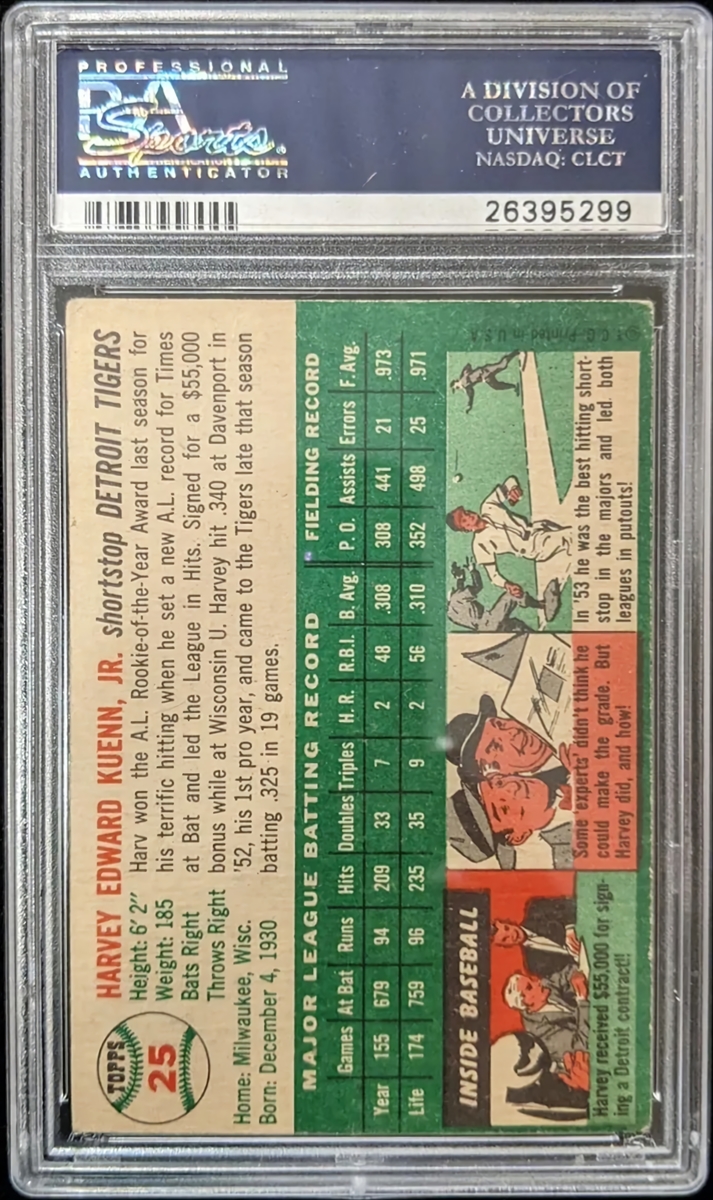 PROFESSIONAL
PSA
Sports.
AUTHENTICATOR
A DIVISION OF
COLLECTORS
UNIVERSE
NASDAQ: CLCT
26395299
TOPPS
25
HARVEY EDWARD KUENN, JR. shortstop DETROIT TIGERS
Height: 6' 2"
Weight: 185
Bats Right
Throws Right
Home: Milwaukee, Wisc.
Born: December 4, 1930
Harv won the A.L. Rookie-of-the-Year Award last season for
his terrific hitting when he set a new A.L. record for Times
at Bat and led the League in Hits. Signed for a $55,000
bonus while at Wisconsin U. Harvey hit .340 at Davenport in
'52, his 1st pro year, and came to the Tigers late that season
batting .325 in 19 games.
MAJOR LEAGUE BATTING RECORD FIELDING RECORD
Games At Bat Runs Hits Doubles Triples H. R. R.B.I. B. Avg. P. O. Assists Errors F. Avg.
Year 155 679 94 209 33 7 2 48 .308 308 441 21 .973
Life 174 759 96 235 35 9 2 56 .310 352 498 25 .971
INSIDE BASEBALL
Harvey received $55,000 for sign-
ing a Detroit contract!!
Some 'experts' didn't think he
could make the grade. But
Harvey did, and how!
In '53 he was the best hitting short-
stop in the majors and led both
leagues in putouts!
T.C.G. Printed in U.S.A.